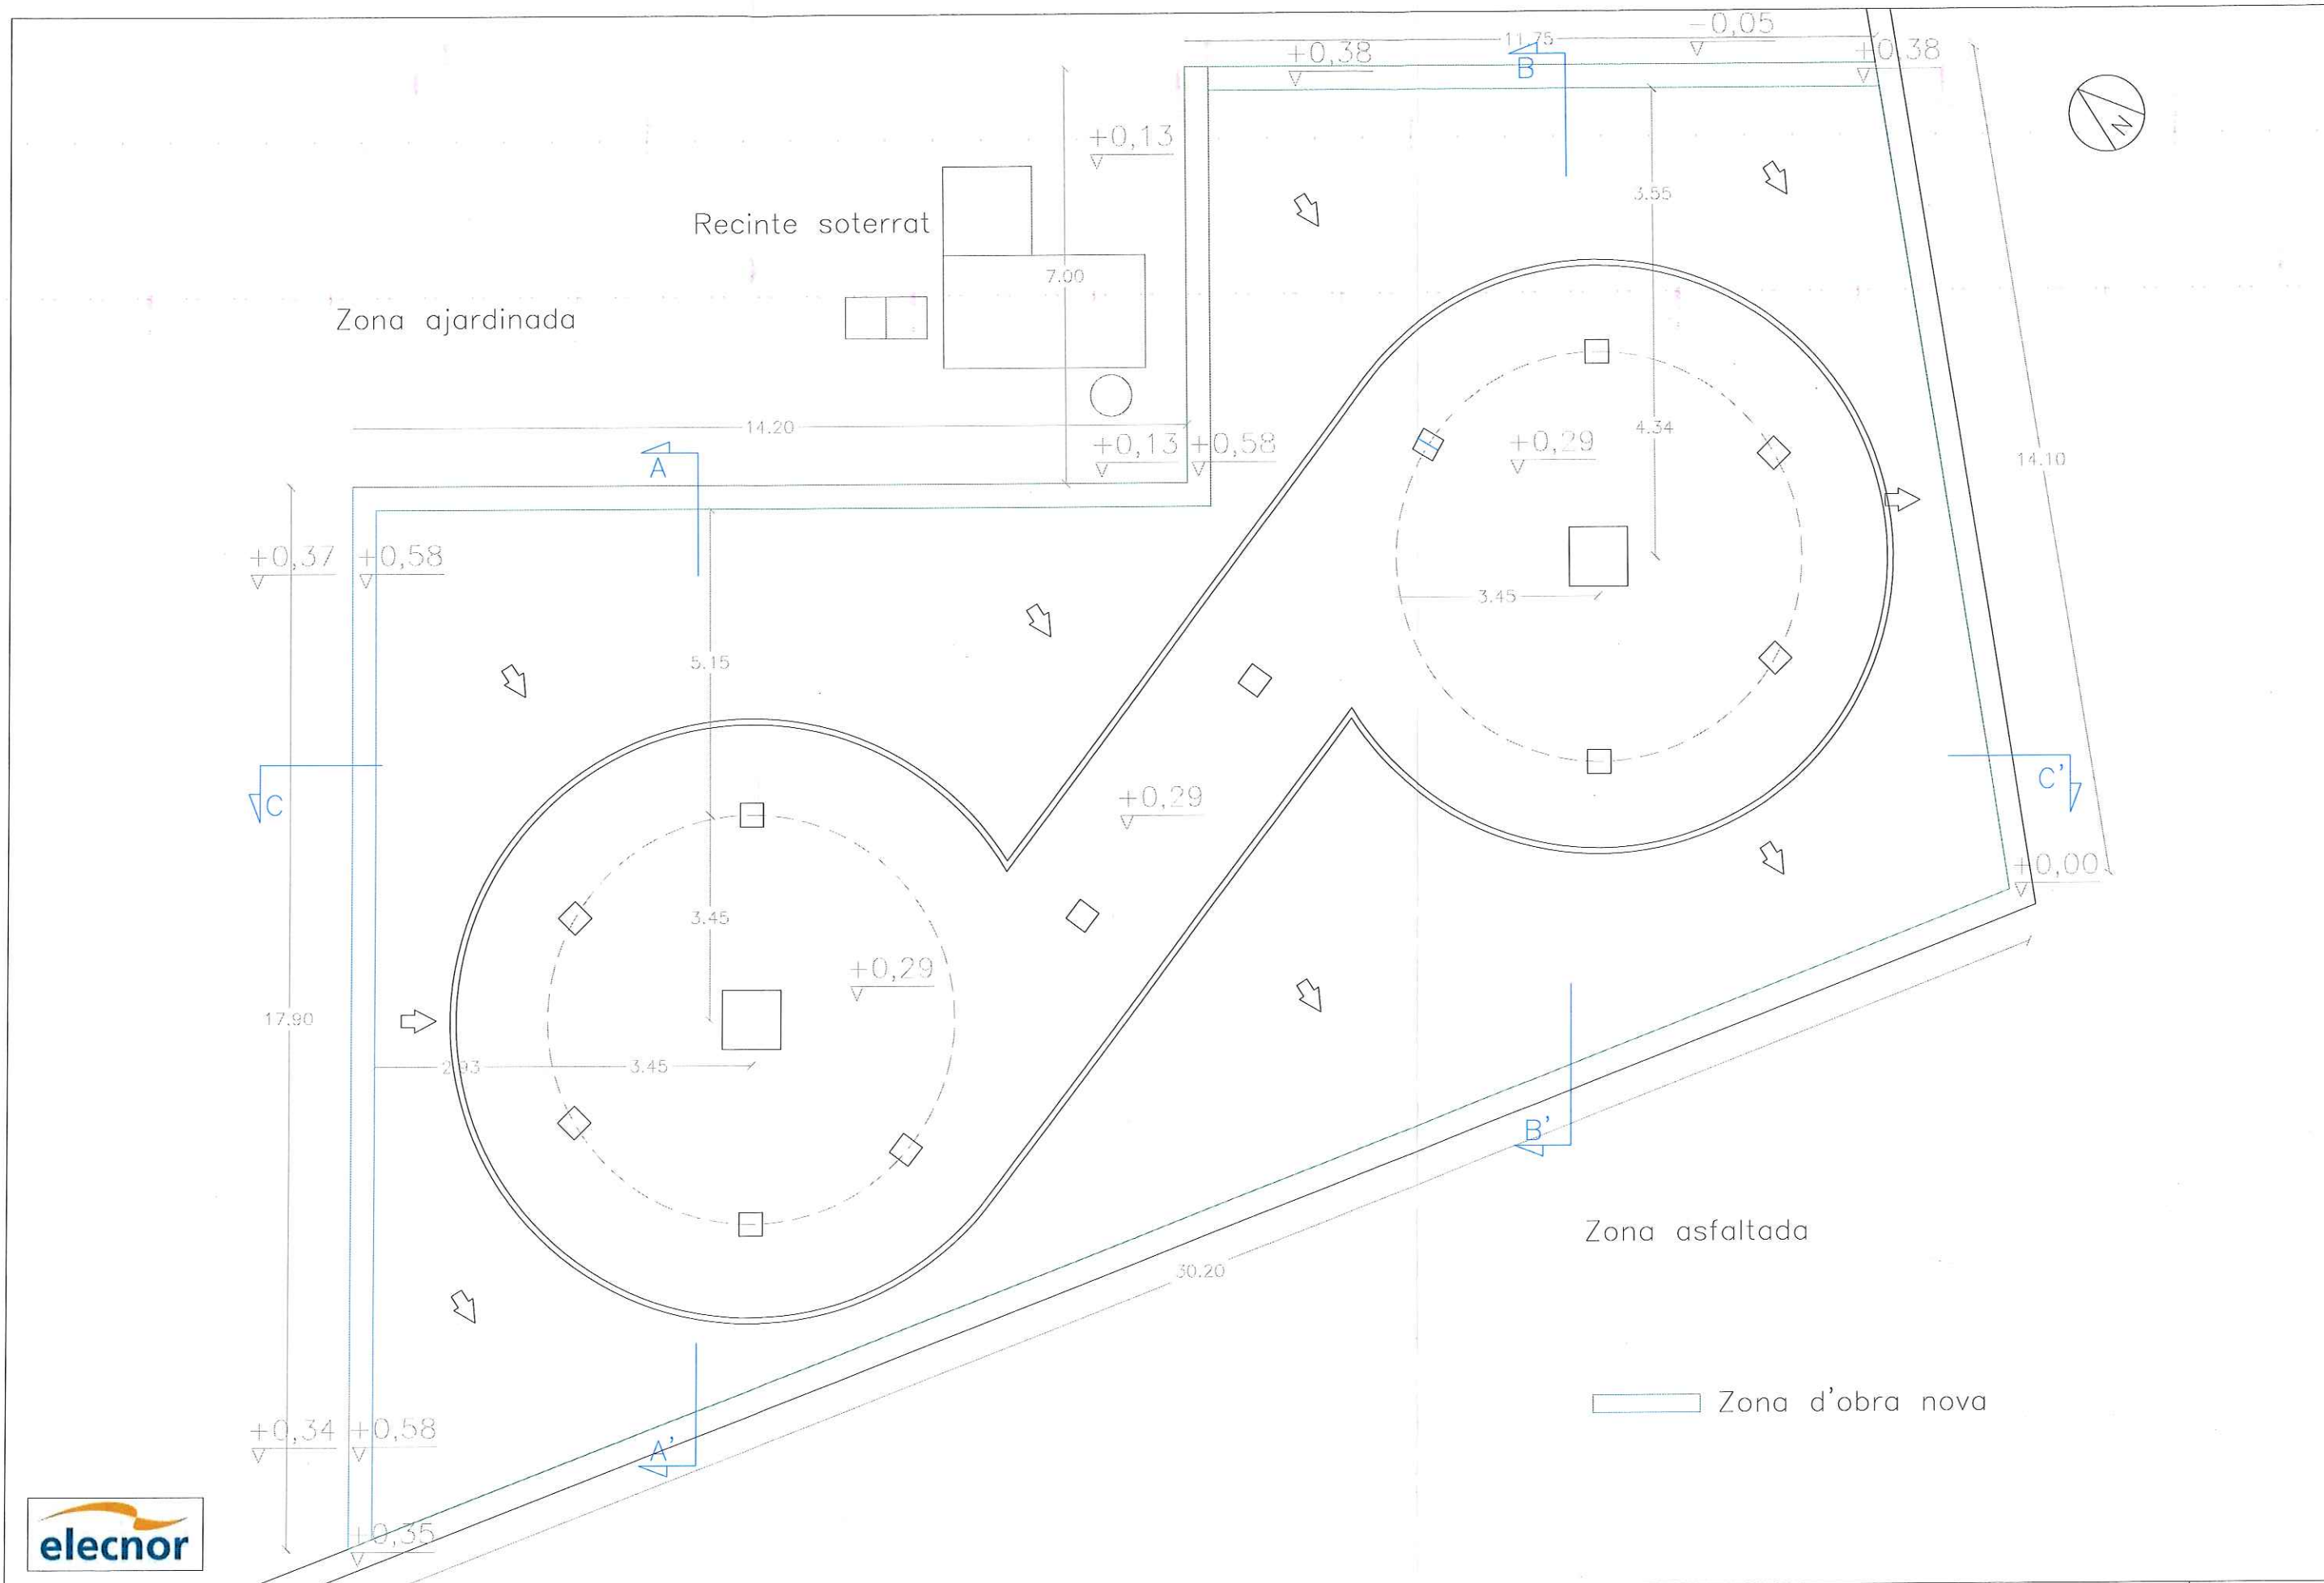 -0,05
11.75
+0,38
+0,38
B
N
+0,13
3.55
Recinte soterrat
7.00
Zona ajardinada
14.20
A
+0,13
+0,58
+0,29
4.34
14.10
+0,37
+0,58
3.45
5.15
C
C'
+0,29
+0,00
3.45
+0,29
17.90
2.93
3.45
B'
Zona asfaltada
30.20
Zona d'obra nova
+0,34
+0,58
A'
+0,35
elecnor